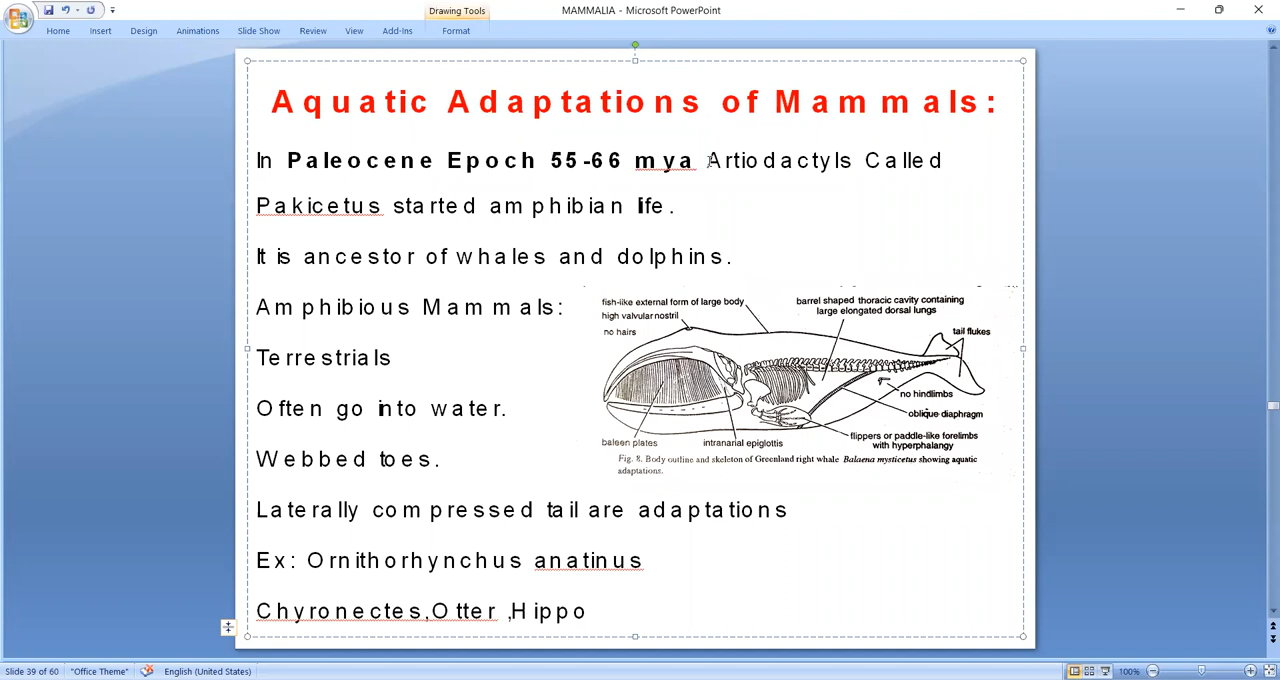 Drawing Tools
MAMMALIA - Microsoft PowerPoint
Home Insert Design Animations Slide Show Review View Add-Ins Format
Aquatic Adaptations of Mammals:
In Paleocene Epoch 55-66 mya Artiodactyls Called
Pakicetus started amphibian life.
It is ancestor of whales and dolphins.
Amphibious Mammals:
Terrestrials
Often go into water.
Webbed toes.
Laterally compressed tail are adaptations
Ex: Ornithorhynchus anatinus
Chyronectes,Otter ,Hippo
fish-like external form of large body
high valvular nostril
no hairs
barrel shaped thoracic cavity containing
large elongated dorsal lungs
tail flukes
no hindlimbs
oblique diaphragm
flippers or paddle-like forelimbs
with hyperphalangy
baleen plates
intranarial epiglottis
Fig. 8. Body outline and skeleton of Greenland right whale Balaena mysticetus showing aquatic
adaptations.
Slide 39 of 60 "Office Theme" English (United States) 100%